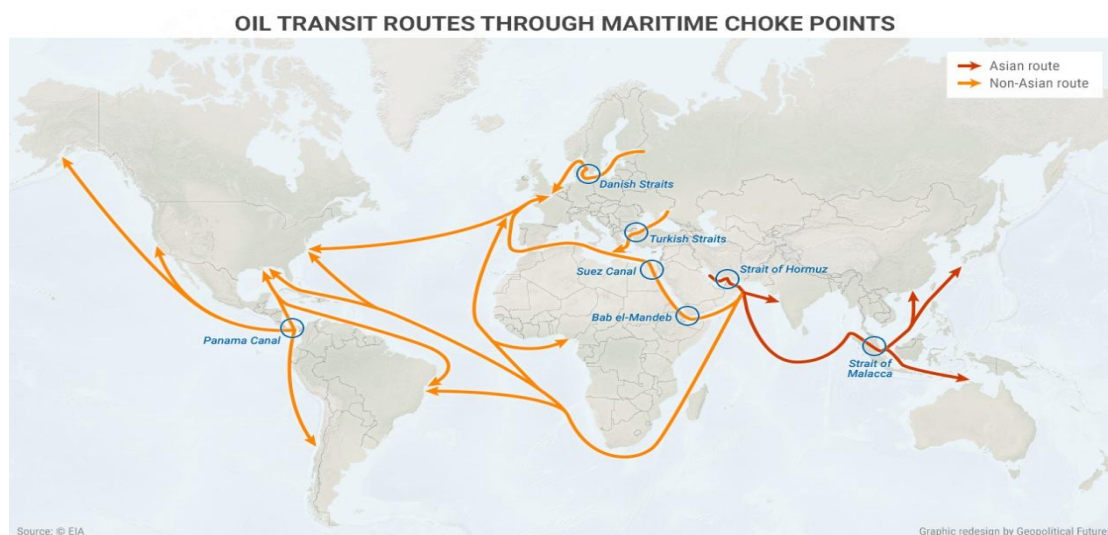 OIL TRANSIT ROUTES THROUGH MARITIME CHOKE POINTS
Asian route
Non-Asian route
Danish Straits
Turkish Straits
Suez Canal
Strait of Hormuz
Bab el-Mandeb
Panama Canal
Strait of
Malacca
Source: © EIA
Graphic redesign by Geopolitical Future